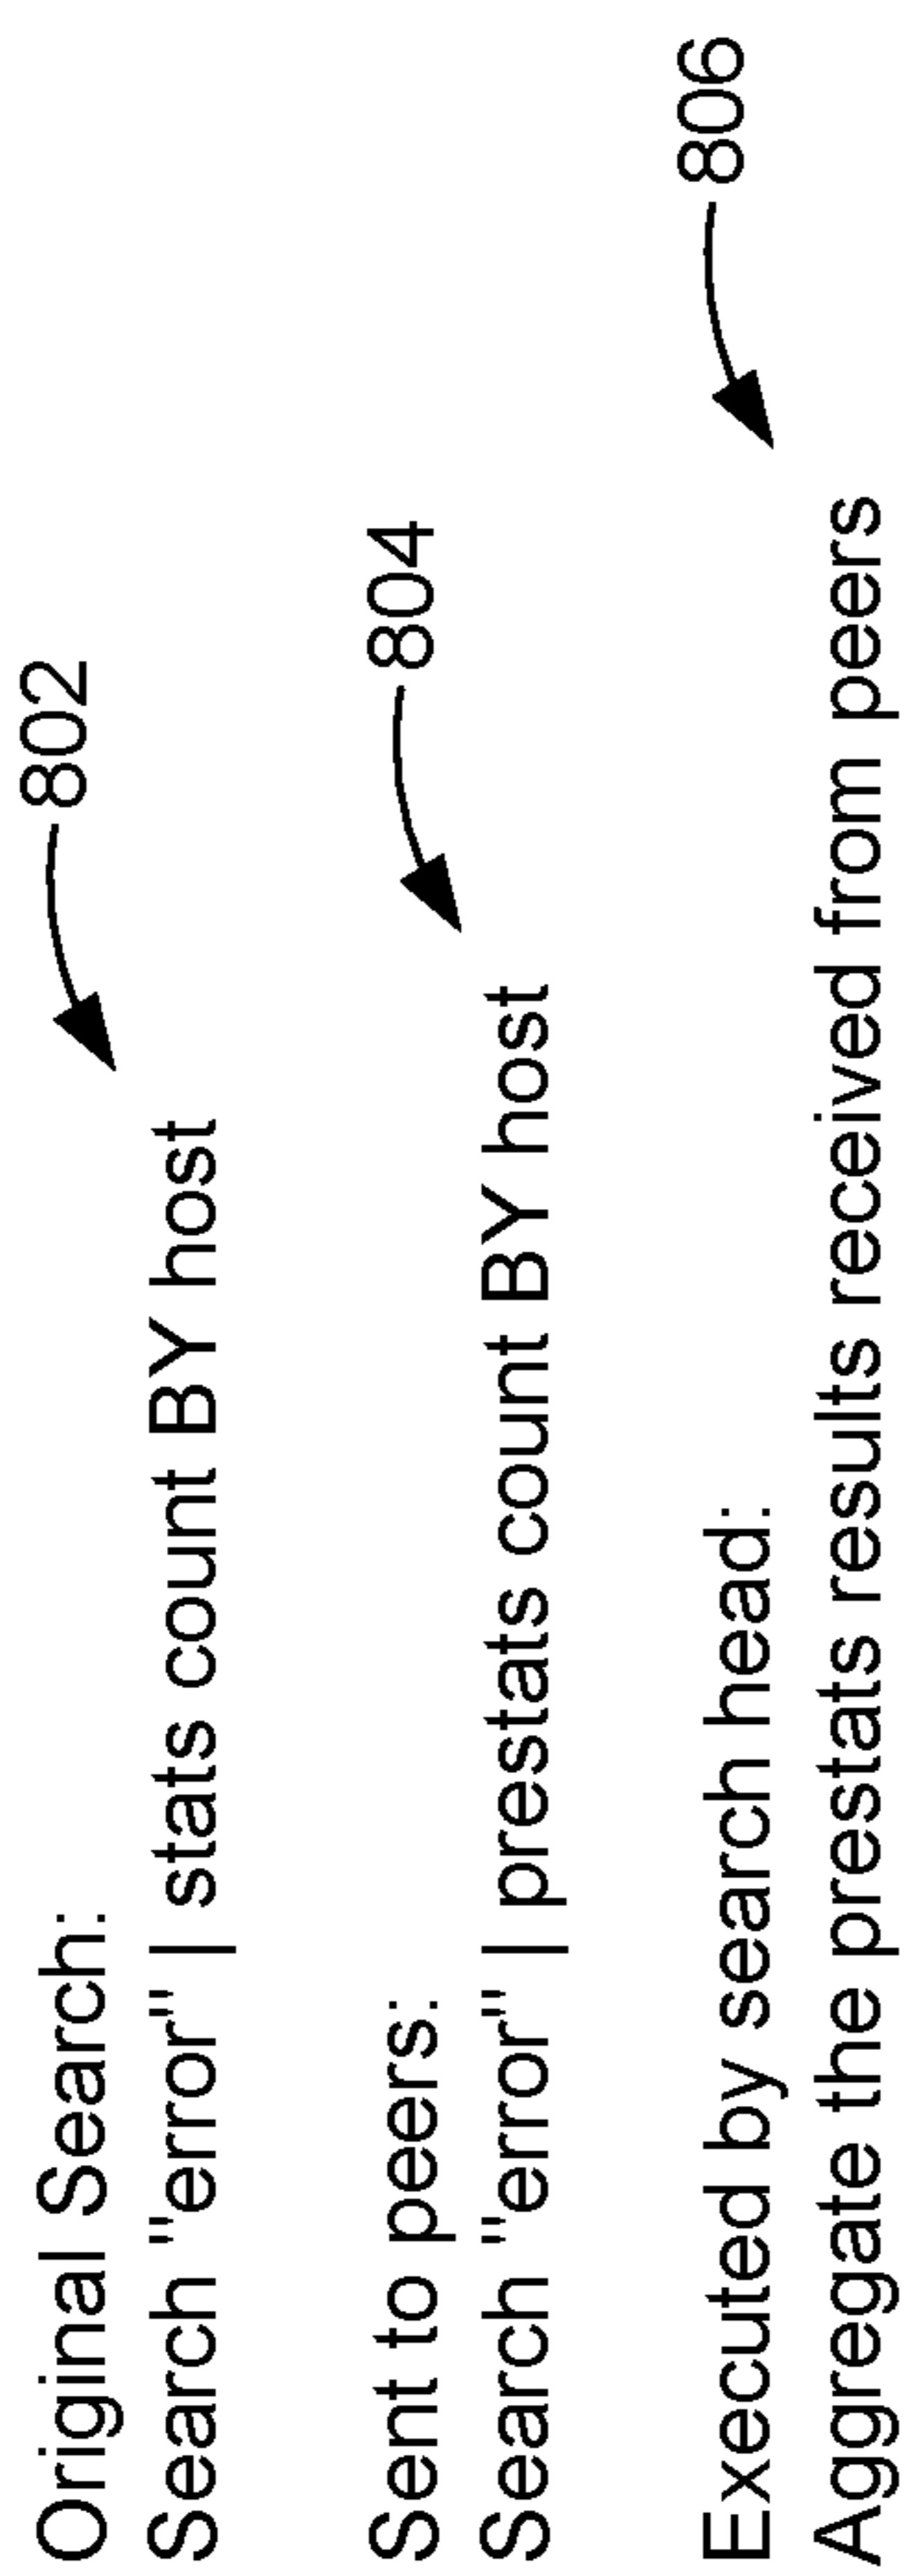 Original Search: 802
Search "error" | stats count BY host
Sent to peers: 804
Search "error" | prestats count BY host
Executed by search head: 806
Aggregate the prestats results received from peers